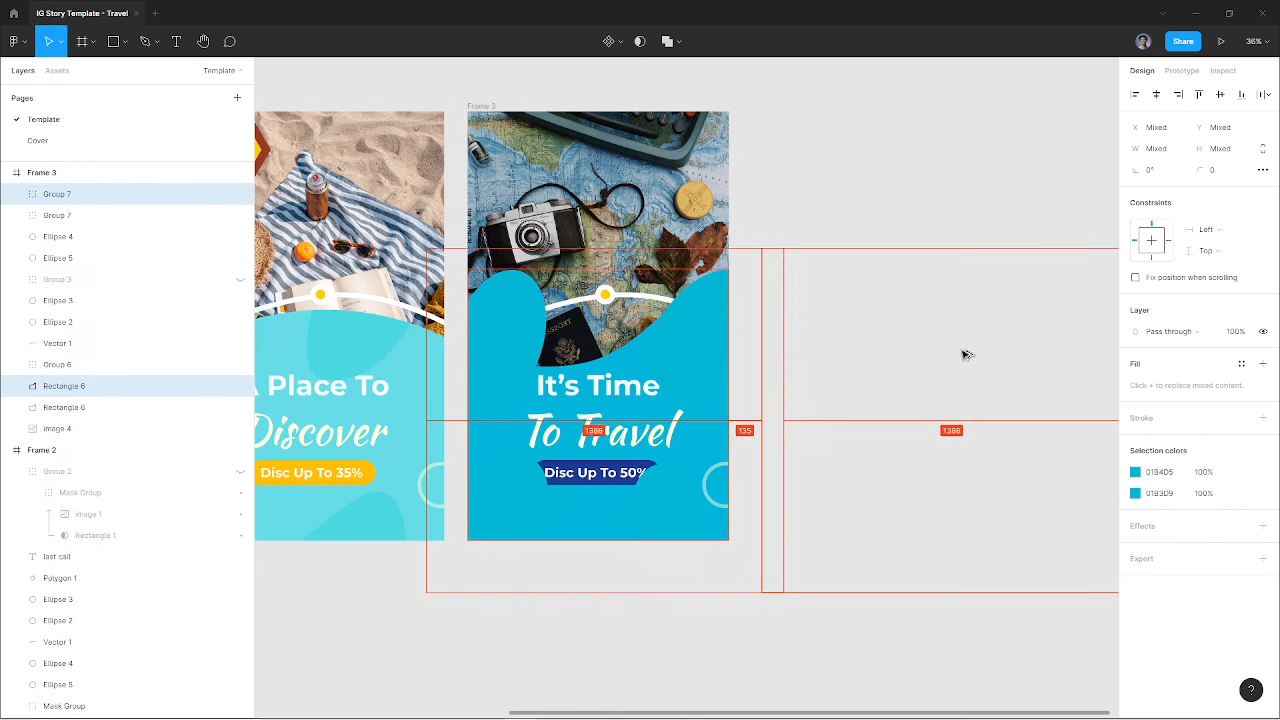 IG Story Template - Travel
Share
36%
Layers
Assets
Template
Pages
Template
Cover
Frame 3
Group 7
Group 7
Ellipse 4
Ellipse 5
Group 3
Ellipse 3
Ellipse 2
Vector 1
Group 6
Rectangle 6
Rectangle 6
image 4
Frame 2
Group 2
Mask Group
image 1
Rectangle 1
last call
Polygon 1
Ellipse 3
Ellipse 2
Vector 1
Ellipse 4
Ellipse 5
Mask Group
A Place To
Discover
Disc Up To 35%
Frame 3
PASSPORT
It's Time
To Travel
Disc Up To 50%
1386
135
1386
Design
Prototype
Inspect
X
Mixed
Y
Mixed
W
Mixed
H
Mixed
0°
0
Constraints
Left
Top
Fix position when scrolling
Layer
Pass through
100%
Fill
Click + to replace mixed content.
Stroke
Selection colors
01B4D5
100%
01B3D9
100%
Effects
Export
?